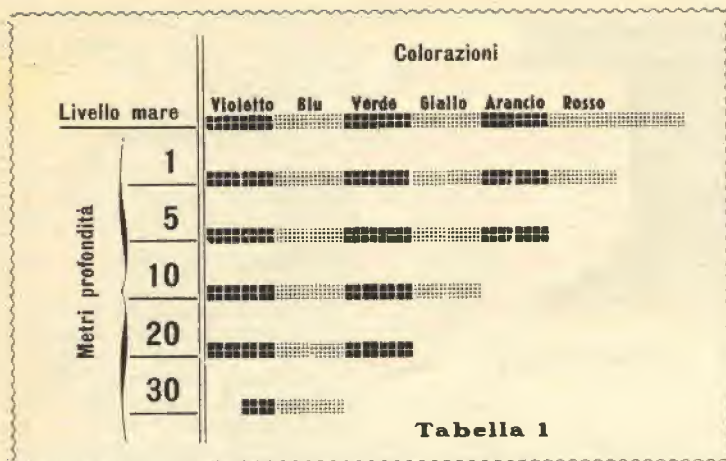 Colorazioni
Livello mare Violetto Blu Verde Giallo Arancio Rosso
Metri profondità
1
5
10
20
30
Tabella 1